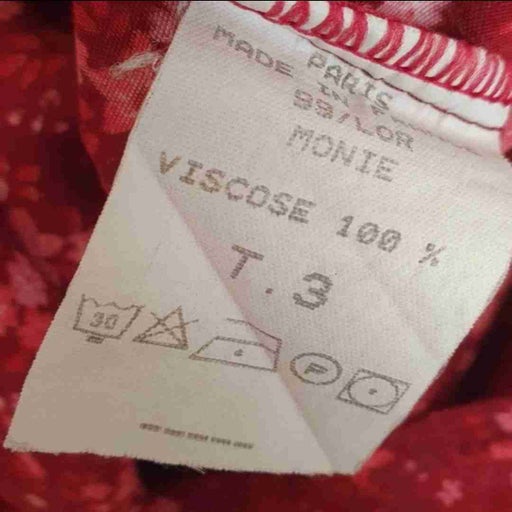 PARIS
MADE IN
99/LOR
MONIE
VISCOSE 100 %
T.3
30
P